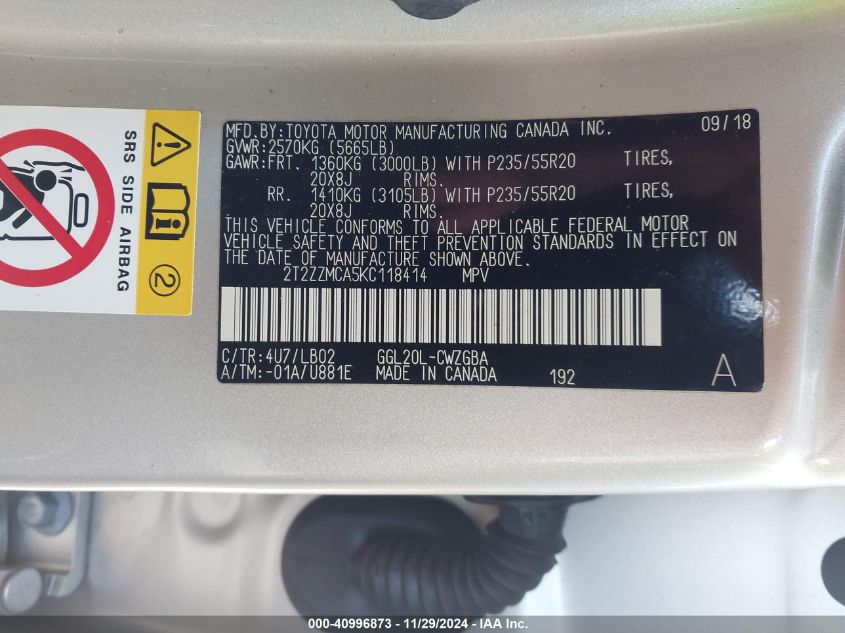 SRS SIDE AIRBAG
2
MFD.BY:TOYOTA MOTOR MANUFACTURING CANADA INC. 09/18
GVWR:2570KG (5665LB)
GAWR:FRT. 1360KG (3000LB) WITH P235/55R20 TIRES,
20X8J RIMS.
RR. 1410KG (3105LB) WITH P235/55R20 TIRES,
20X8J RIMS.
THIS VEHICLE CONFORMS TO ALL APPLICABLE FEDERAL MOTOR
VEHICLE SAFETY AND THEFT PREVENTION STANDARDS IN EFFECT ON
THE DATE OF MANUFACTURE SHOWN ABOVE.
2T2ZZMCA5KC118414 MPV
C/TR:4U7/LB02 GGL20L-CWZGBA
A/TM:-01A/U881E MADE IN CANADA 192 A
000-40996873 - 11/29/2024 - IAA Inc.